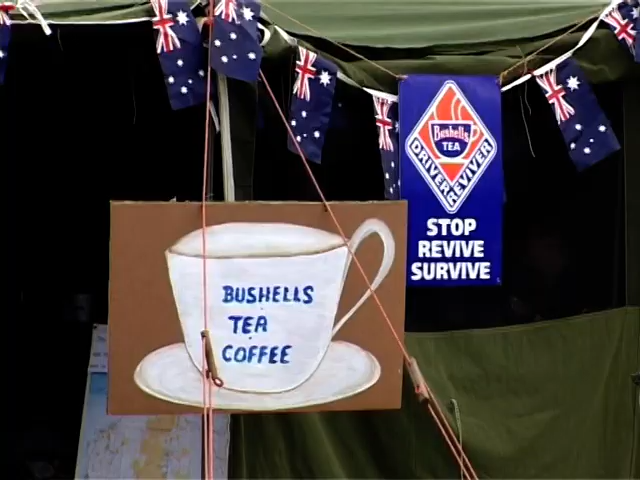 Bushells
TEA
DRIVER REVIVER
STOP
REVIVE
SURVIVE
BUSHELLS
TEA
COFFEE